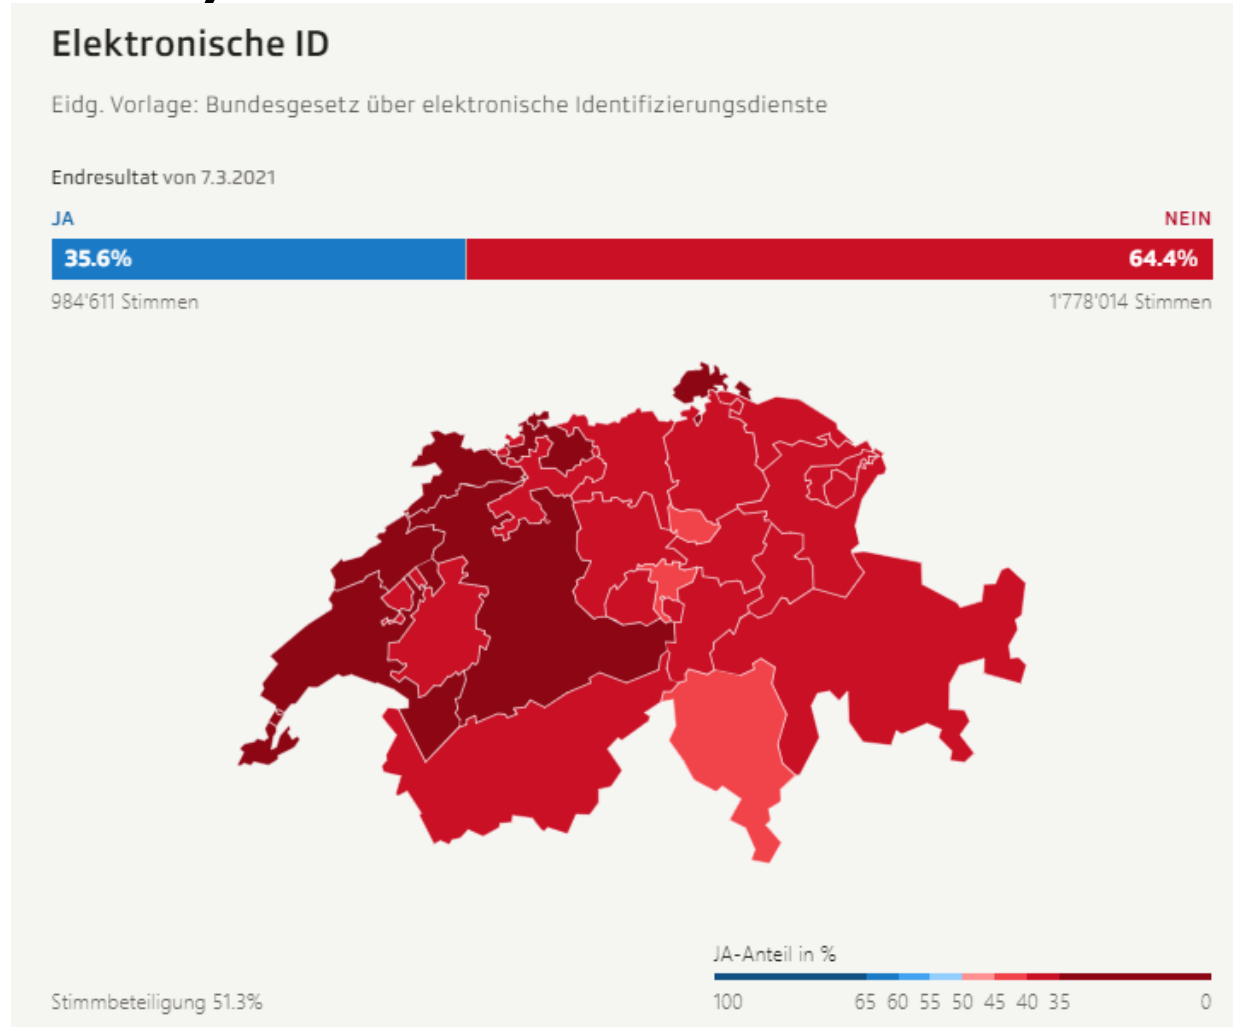 Elektronische ID
Eidg. Vorlage: Bundesgesetz über elektronische Identifizierungsdienste
Endresultat von 7.3.2021
JA NEIN
35.6% 64.4%
984'611 Stimmen 1'778'014 Stimmen
JA-Anteil in %
Stimmbeteiligung 51.3% 100 65 60 55 50 45 40 35 0